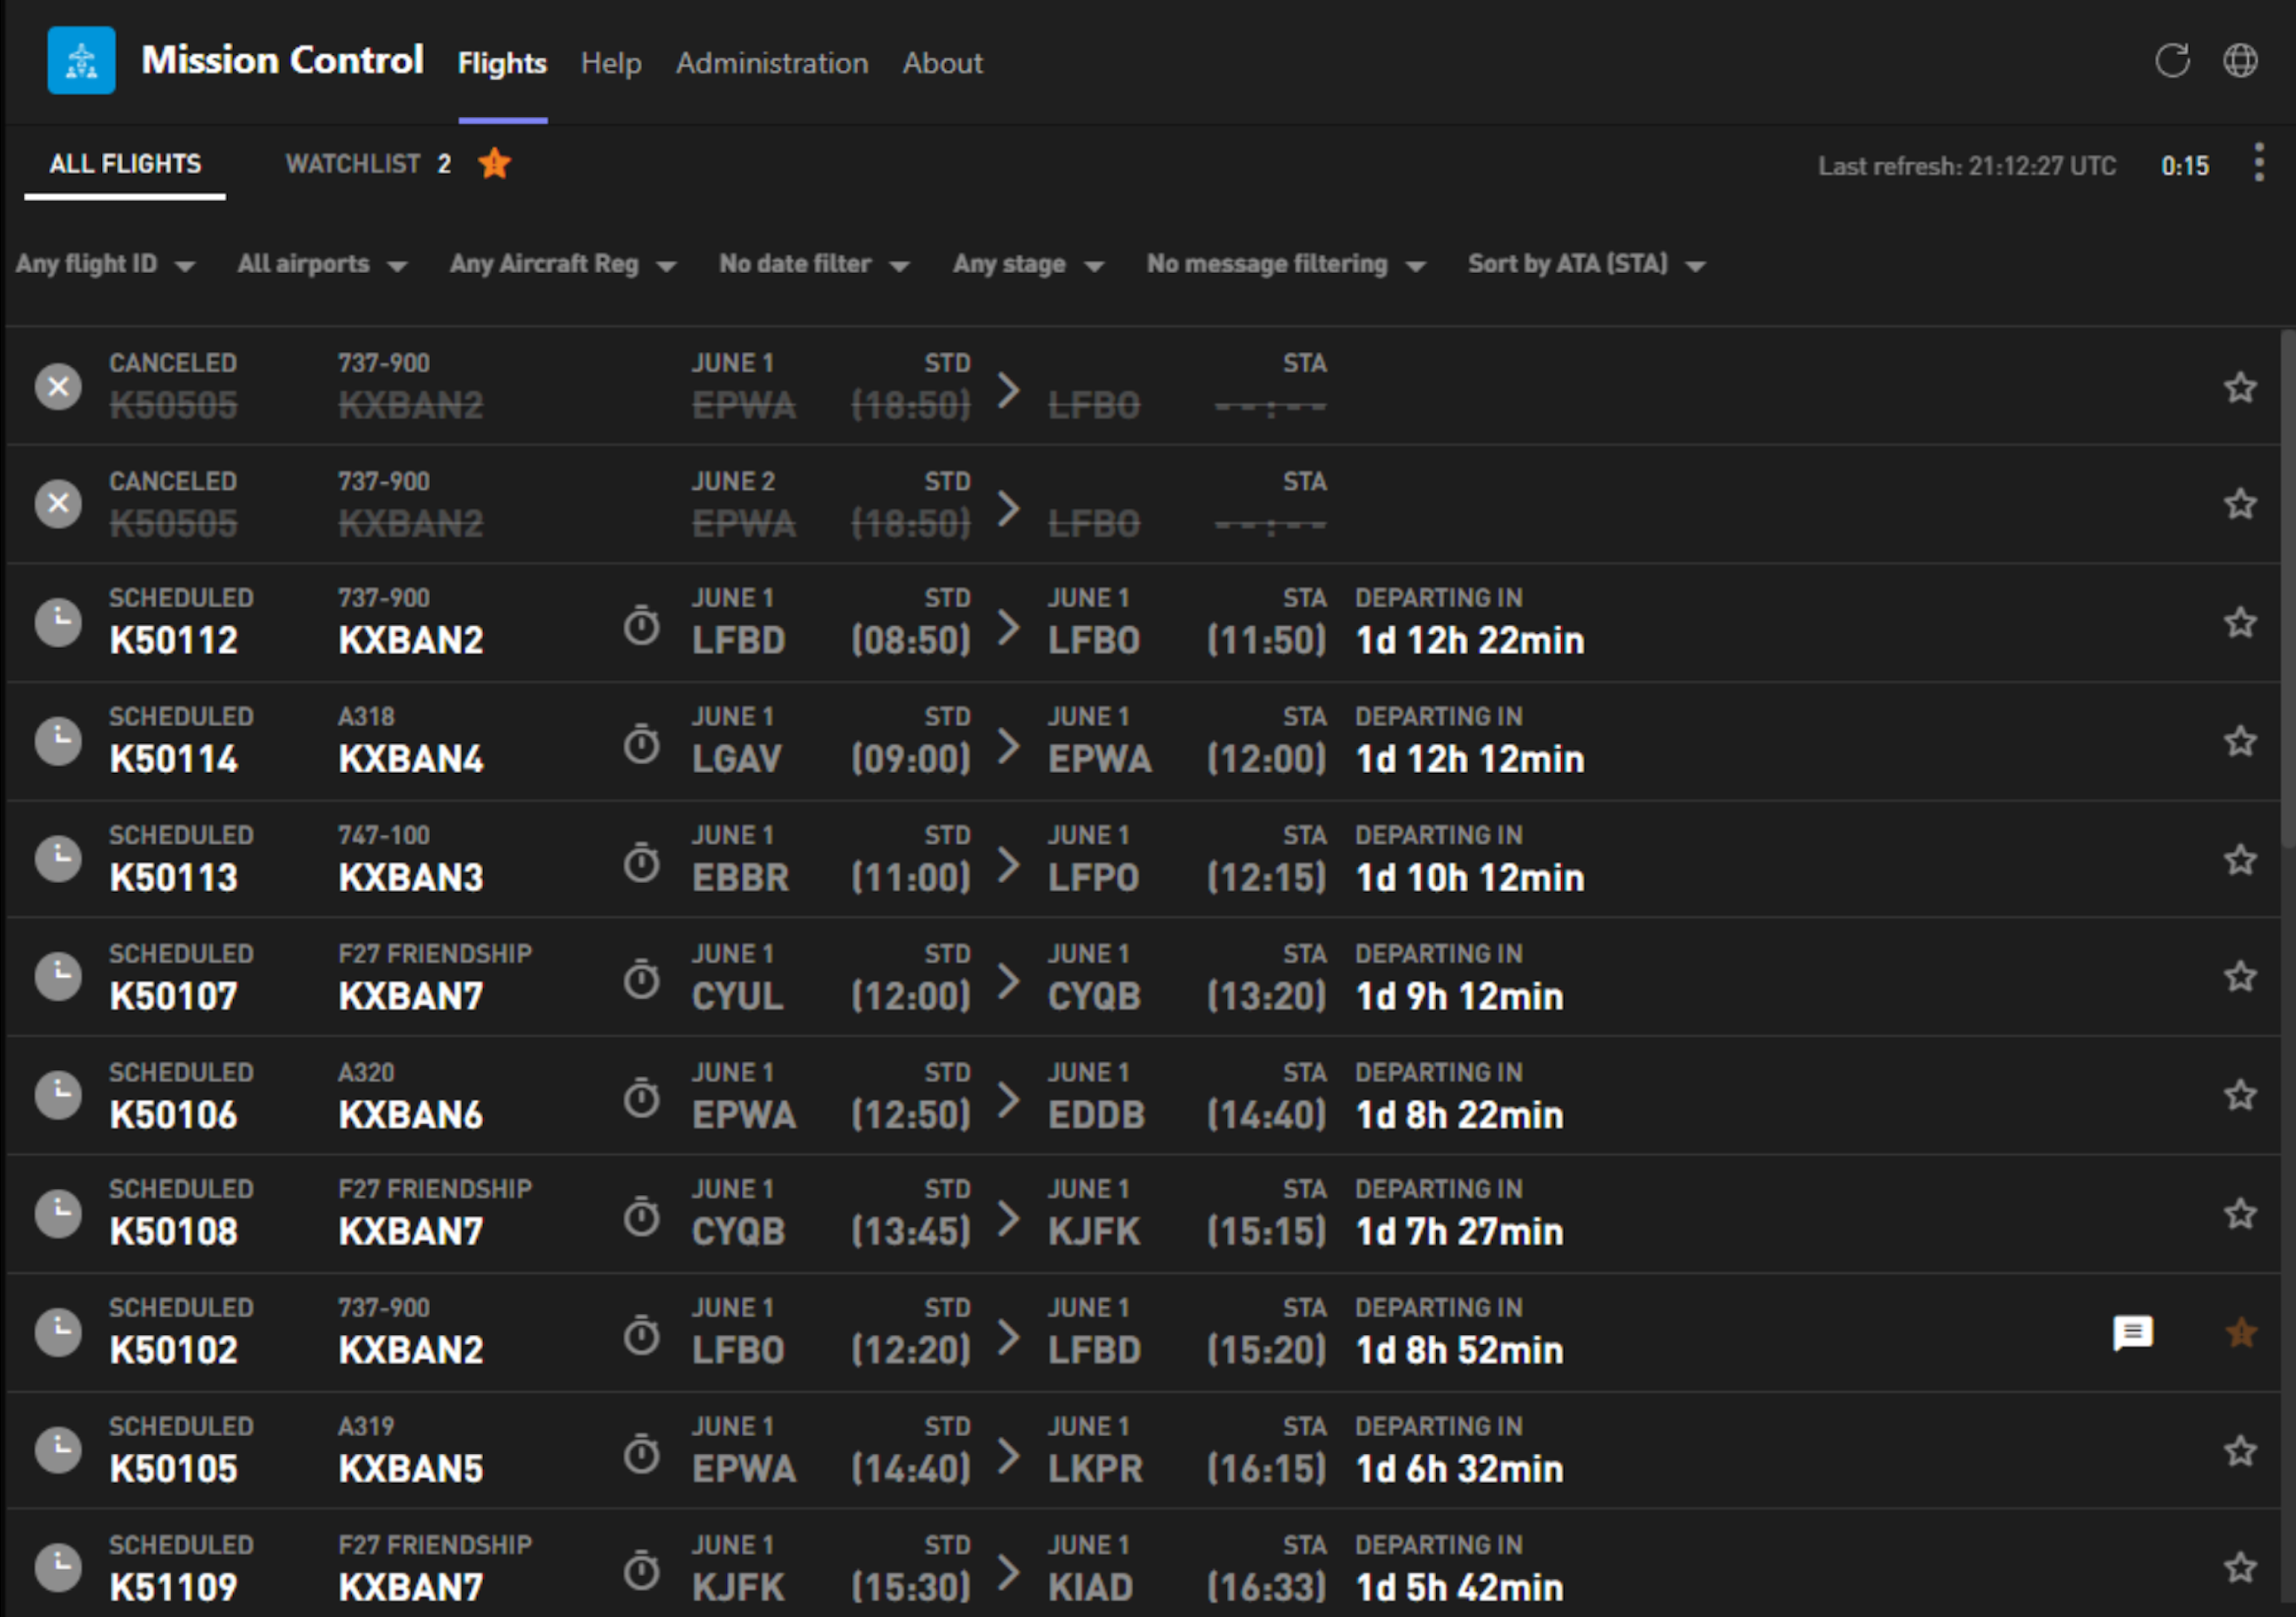 Mission Control Flights Help Administration About
ALL FLIGHTS WATCHLIST 2 Last refresh: 21:12:27 UTC 0:15
Any flight ID All airports Any Aircraft Reg No date filter Any stage No message filtering Sort by ATA (STA)
CANCELED 737-900 JUNE 1 STD STA
K50505 KXBAN2 EPWA (18:50) LFBO --:--
CANCELED 737-900 JUNE 2 STD STA
K50505 KXBAN2 EPWA (18:50) LFBO --:--
SCHEDULED 737-900 JUNE 1 STD JUNE 1 STA DEPARTING IN
K50112 KXBAN2 LFBD (08:50) LFBO (11:50) 1d 12h 22min
SCHEDULED A318 JUNE 1 STD JUNE 1 STA DEPARTING IN
K50114 KXBAN4 LGAV (09:00) EPWA (12:00) 1d 12h 12min
SCHEDULED 747-100 JUNE 1 STD JUNE 1 STA DEPARTING IN
K50113 KXBAN3 EBBR (11:00) LFPO (12:15) 1d 10h 12min
SCHEDULED F27 FRIENDSHIP JUNE 1 STD JUNE 1 STA DEPARTING IN
K50107 KXBAN7 CYUL (12:00) CYQB (13:20) 1d 9h 12min
SCHEDULED A320 JUNE 1 STD JUNE 1 STA DEPARTING IN
K50106 KXBAN6 EPWA (12:50) EDDB (14:40) 1d 8h 22min
SCHEDULED F27 FRIENDSHIP JUNE 1 STD JUNE 1 STA DEPARTING IN
K50108 KXBAN7 CYQB (13:45) KJFK (15:15) 1d 7h 27min
SCHEDULED 737-900 JUNE 1 STD JUNE 1 STA DEPARTING IN
K50102 KXBAN2 LFBO (12:20) LFBD (15:20) 1d 8h 52min
SCHEDULED A319 JUNE 1 STD JUNE 1 STA DEPARTING IN
K50105 KXBAN5 EPWA (14:40) LKPR (16:15) 1d 6h 32min
SCHEDULED F27 FRIENDSHIP JUNE 1 STD JUNE 1 STA DEPARTING IN
K51109 KXBAN7 KJFK (15:30) KIAD (16:33) 1d 5h 42min